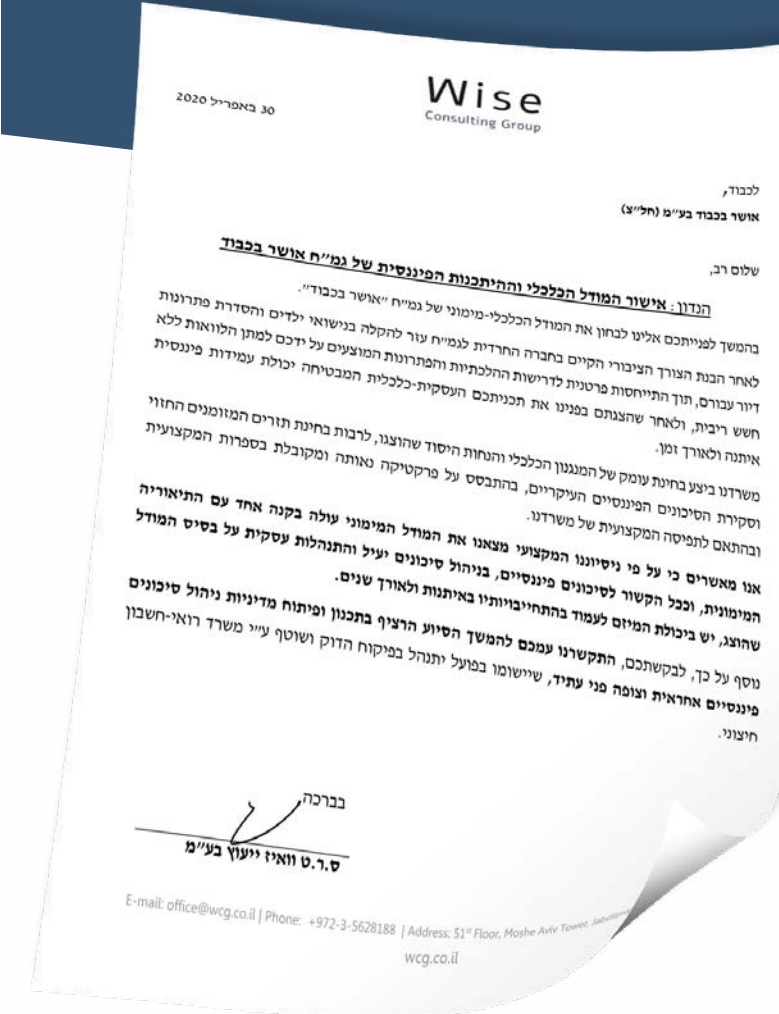 Wise
Consulting Group
30 באפריל 2020
לכבוד,
אושר בכבוד בע״מ (חל״צ)
שלום רב,
הנדון: אישור המודל הכלכלי וההיתכנות הפיננסית של גמ״ח אושר בכבוד
בהמשך לפנייתכם אלינו לבחון את המודל הכלכלי-מימוני של גמ״ח ״אושר בכבוד״.
לאחר הבנת הצורך הציבורי הקיים בחברה החרדית לגמ״ח עזר להקלה בנישואי ילדים והסדרת פתרונות
דיור עבורם, תוך התייחסות פרטנית לדרישות ההלכתיות והפתרונות המוצעים על ידכם למתן הלוואות ללא
חשש ריבית, ולאחר שהצגתם בפנינו את תכניתכם העסקית-כלכלית המבטיחה יכולת עמידות פיננסית
איתנה ולאורך זמן.
משרדנו ביצע בחינת עומק של המנגנון הכלכלי והנחות היסוד שהוצגו, לרבות בחינת תזרים המזומנים החזוי
וסקירת הסיכונים הפיננסיים העיקריים, בהתבסס על פרקטיקה נאותה ומקובלת בספרות המקצועית
ובהתאם לתפיסה המקצועית של משרדנו.
אנו מאשרים כי על פי ניסיוננו המקצועי מצאנו את המודל המימוני עולה בקנה אחד עם התיאוריה
המימונית, וככל הקשור לסיכונים פיננסיים, בניהול סיכונים יעיל והתנהלות עסקית על בסיס המודל
שהוצג, יש ביכולת המיזם לעמוד בהתחייבויותיו באיתנות ולאורך שנים.
נוסף על כך, לבקשתכם, התקשרנו עמכם להמשך הסיוע הרציף בתכנון ופיתוח מדיניות ניהול סיכונים
פיננסיים אחראית וצופה פני עתיד, שיישומו בפועל יתנהל בפיקוח הדוק ושוטף ע״י משרד רואי-חשבון
חיצוני.
בברכה
ס.ר.ט וואיז ייעוץ בע״מ
E-mail: office@wcg.co.il | Phone: +972-3-5628188 | Address: 51st Floor, Moshe Aviv Tower,
wcg.co.il